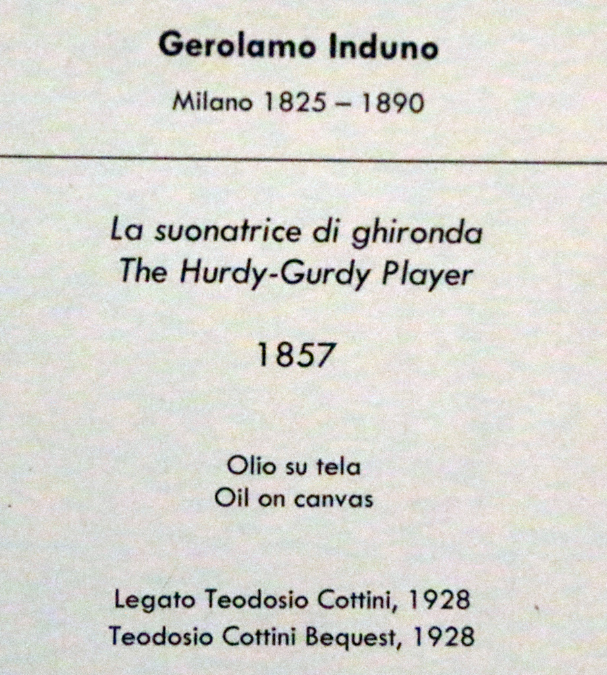 Gerolamo Induno
Milano 1825 – 1890
La suonatrice di ghironda
The Hurdy-Gurdy Player
1857
Olio su tela
Oil on canvas
Legato Teodosio Cottini, 1928
Teodosio Cottini Bequest, 1928